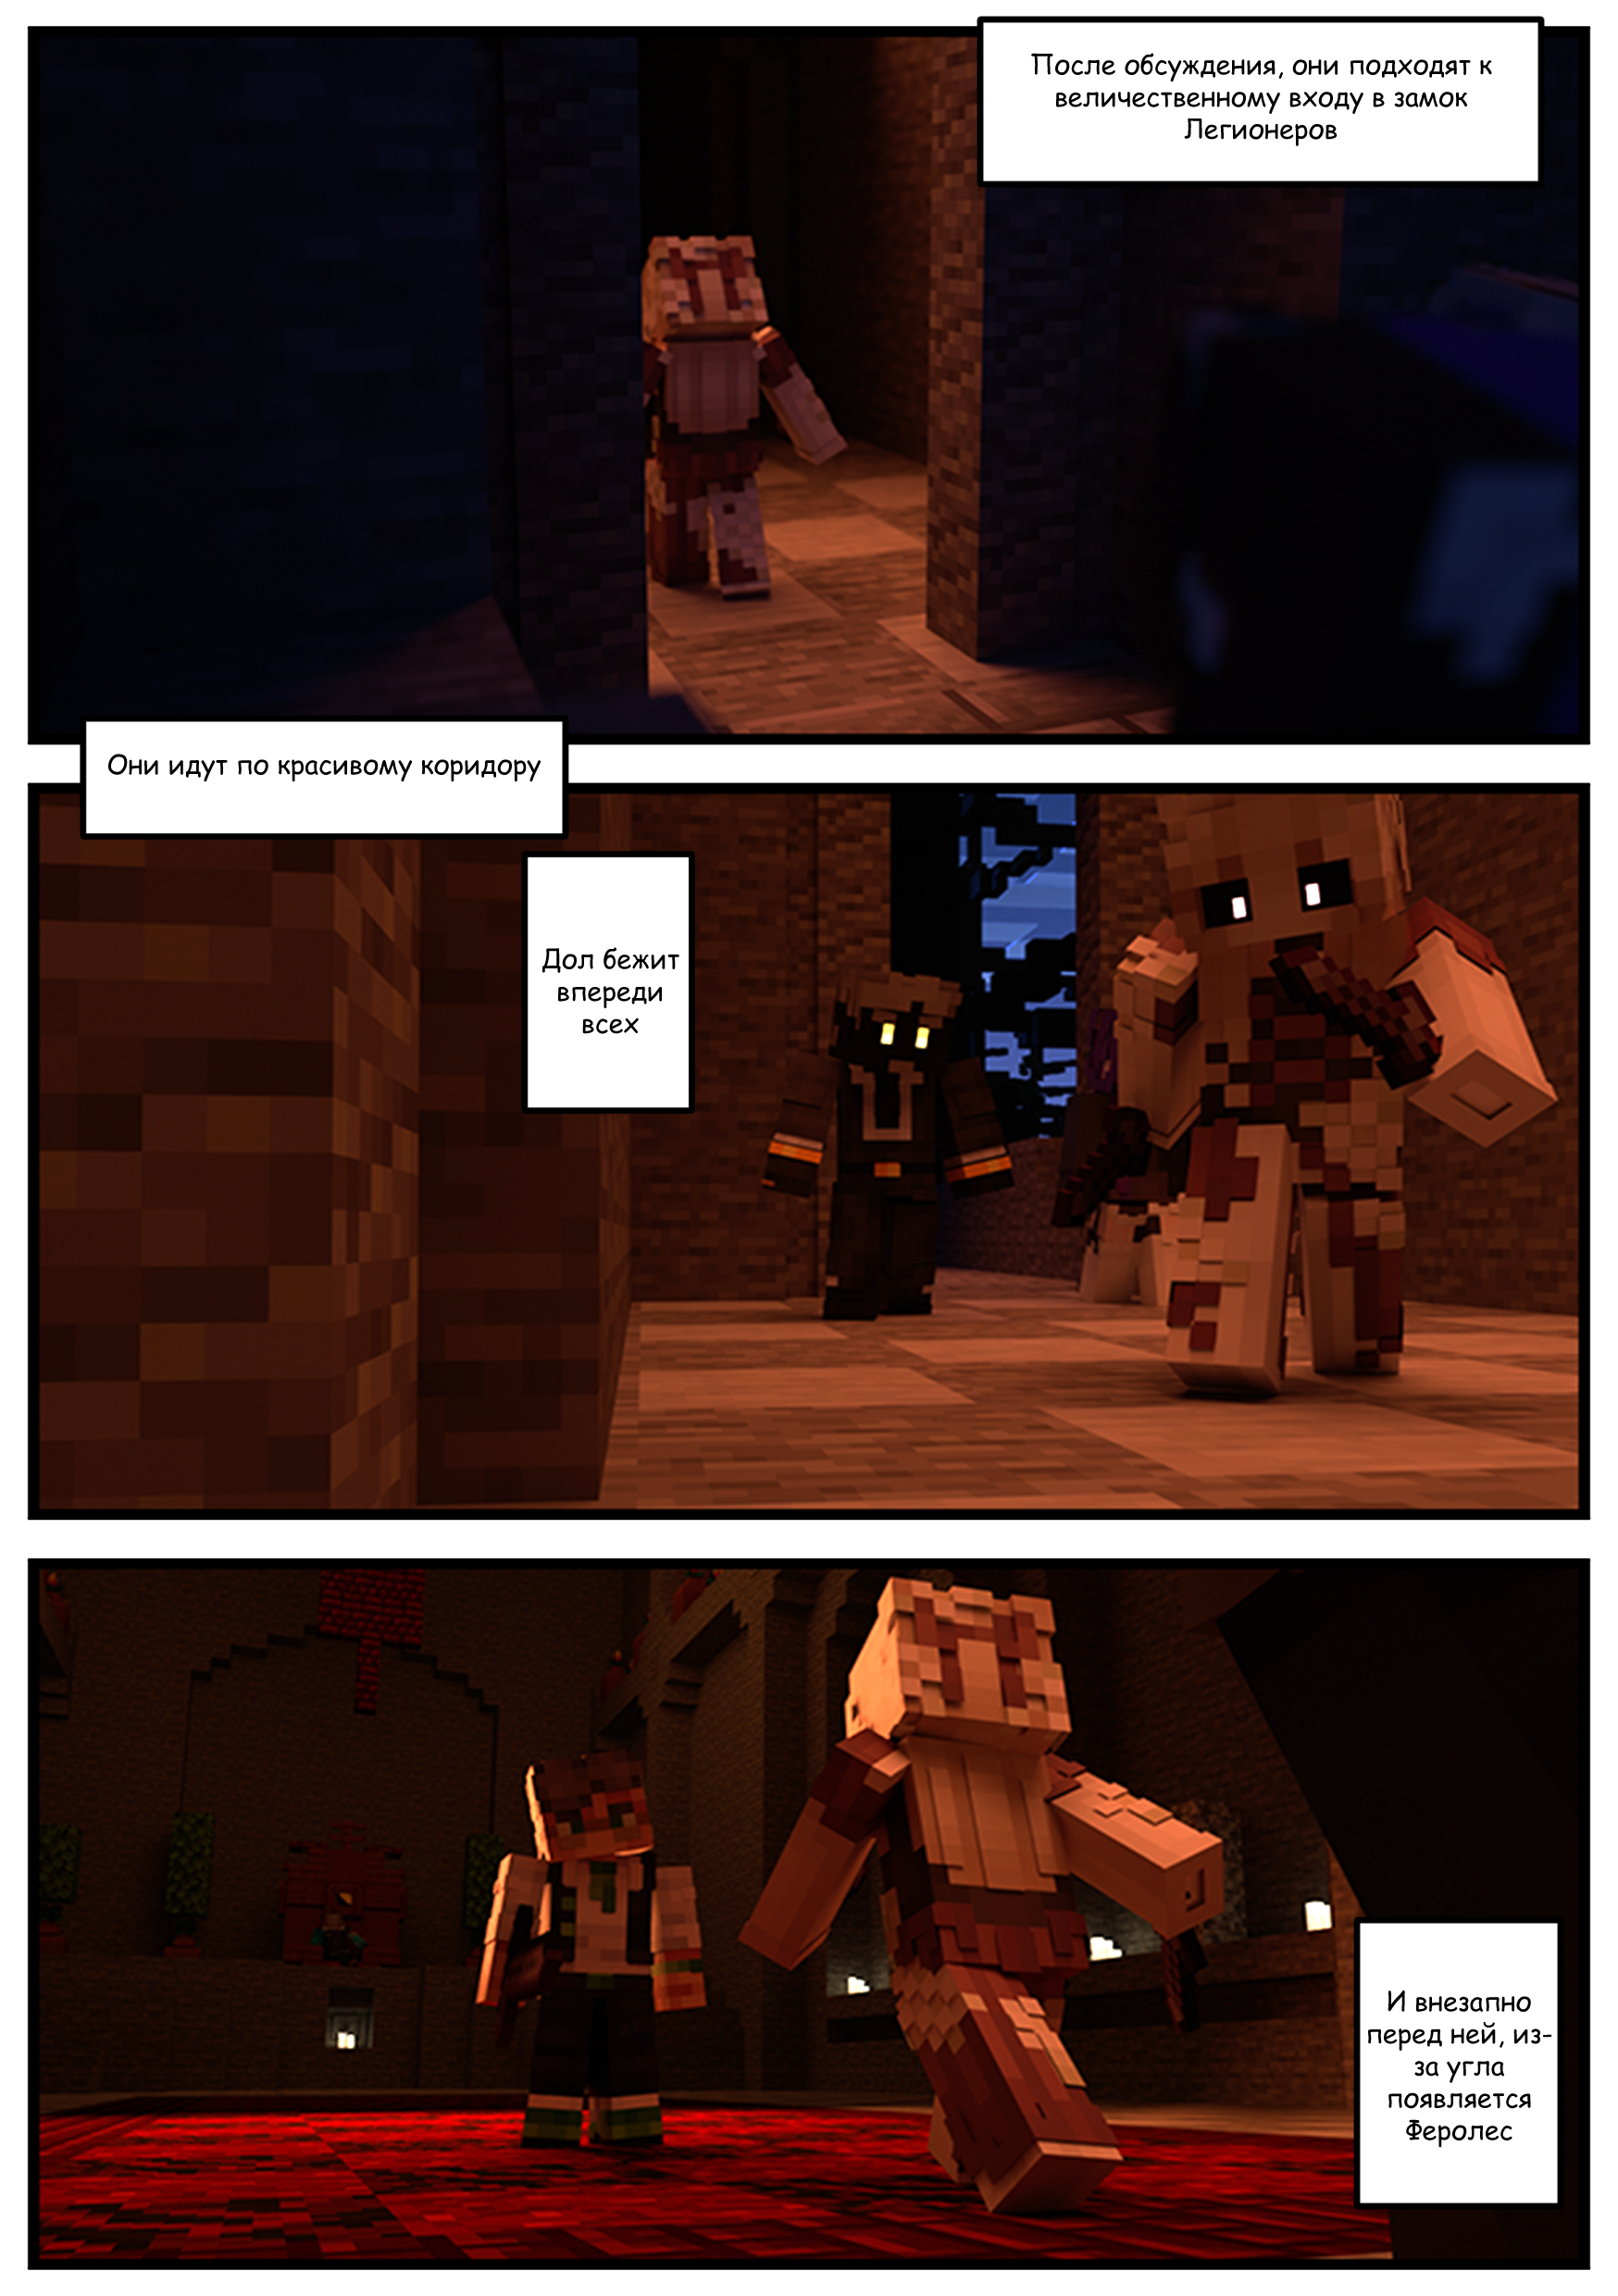 После обсуждения, они подходят к
величественному входу в замок
Легионеров
Они идут по красивому коридору
Дол бежит
впереди
всех
И внезапно
перед ней, из-
за угла
появляется
Феролес